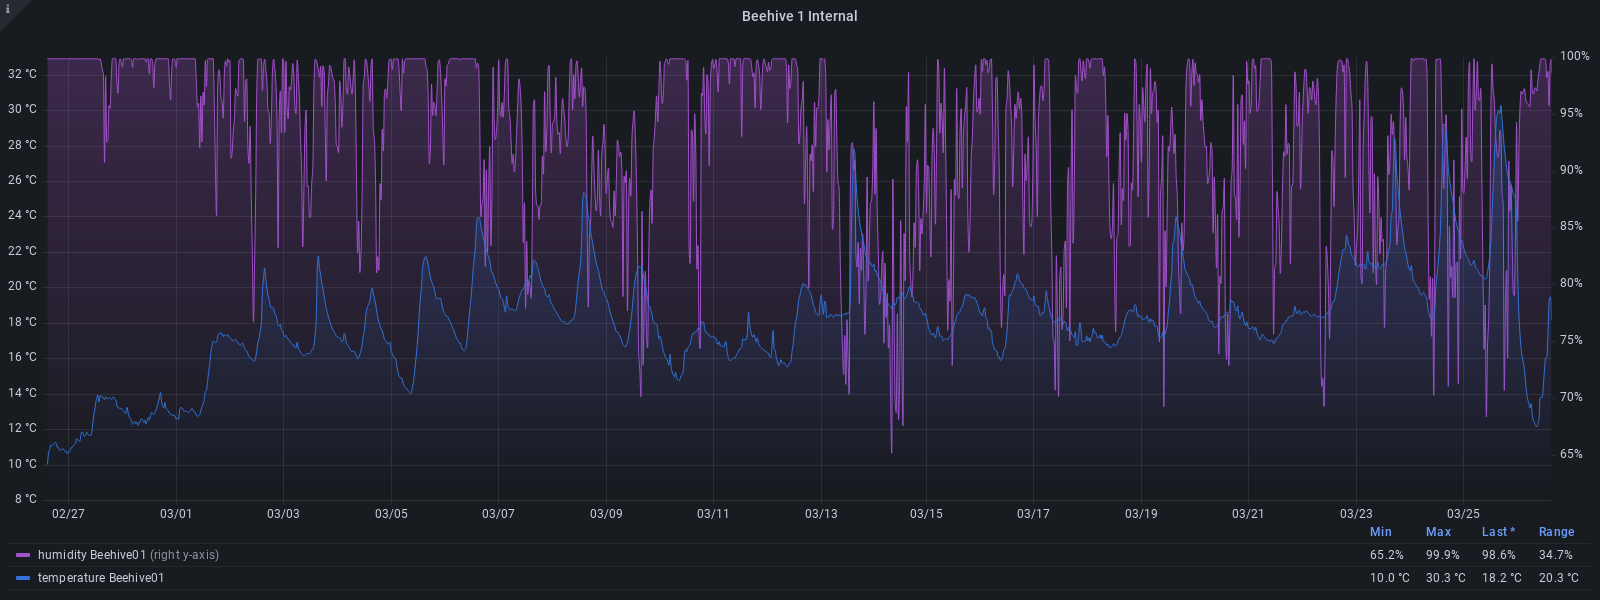 i
Beehive 1 Internal
32 °C
30 °C
28 °C
26 °C
24 °C
22 °C
20 °C
18 °C
16 °C
14 °C
12 °C
10 °C
8 °C
100%
95%
90%
85%
80%
75%
70%
65%
02/27 03/01 03/03 03/05 03/07 03/09 03/11 03/13 03/15 03/17 03/19 03/21 03/23 03/25
Min Max Last * Range
humidity Beehive01 (right y-axis) 65.2% 99.9% 98.6% 34.7%
temperature Beehive01 10.0 °C 30.3 °C 18.2 °C 20.3 °C